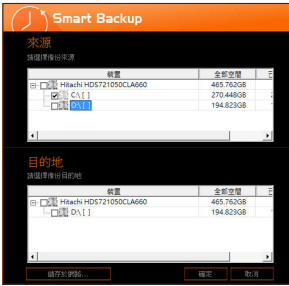 Smart Backup
來源
請選擇備份來源
裝置 全部空間 已
Hitachi HDS721050CLA660 465.762GB
C:\ [ ] 270.448GB
D:\ [ ] 194.823GB
目的地
請選擇備份目的地
裝置 全部空間 E
Hitachi HDS721050CLA660 465.762GB
D:\ [ ] 194.823GB
儲存於網路... 確定 取消